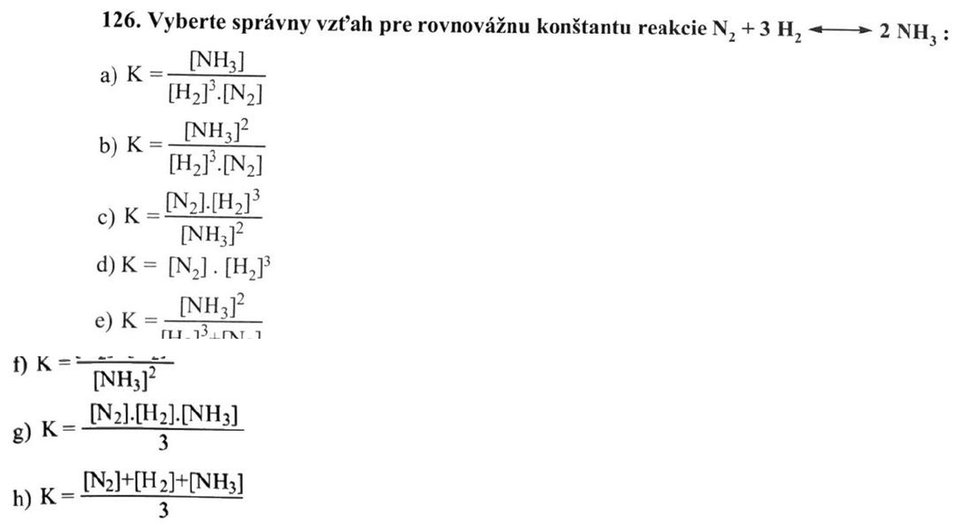 126. Vyberte správny vzťah pre rovnovážnu konštantu reakcie N₂ + 3 H₂ ⟷ 2 NH₃ :
a) K = [NH₃] / [H₂]³.[N₂]
b) K = [NH₃]² / [H₂]³.[N₂]
c) K = [N₂].[H₂]³ / [NH₃]²
d) K = [N₂] . [H₂]³
e) K = [NH₃]² /
f) K = / [NH₃]²
g) K = [N₂].[H₂].[NH₃] / 3
h) K = [N₂]+[H₂]+[NH₃] / 3